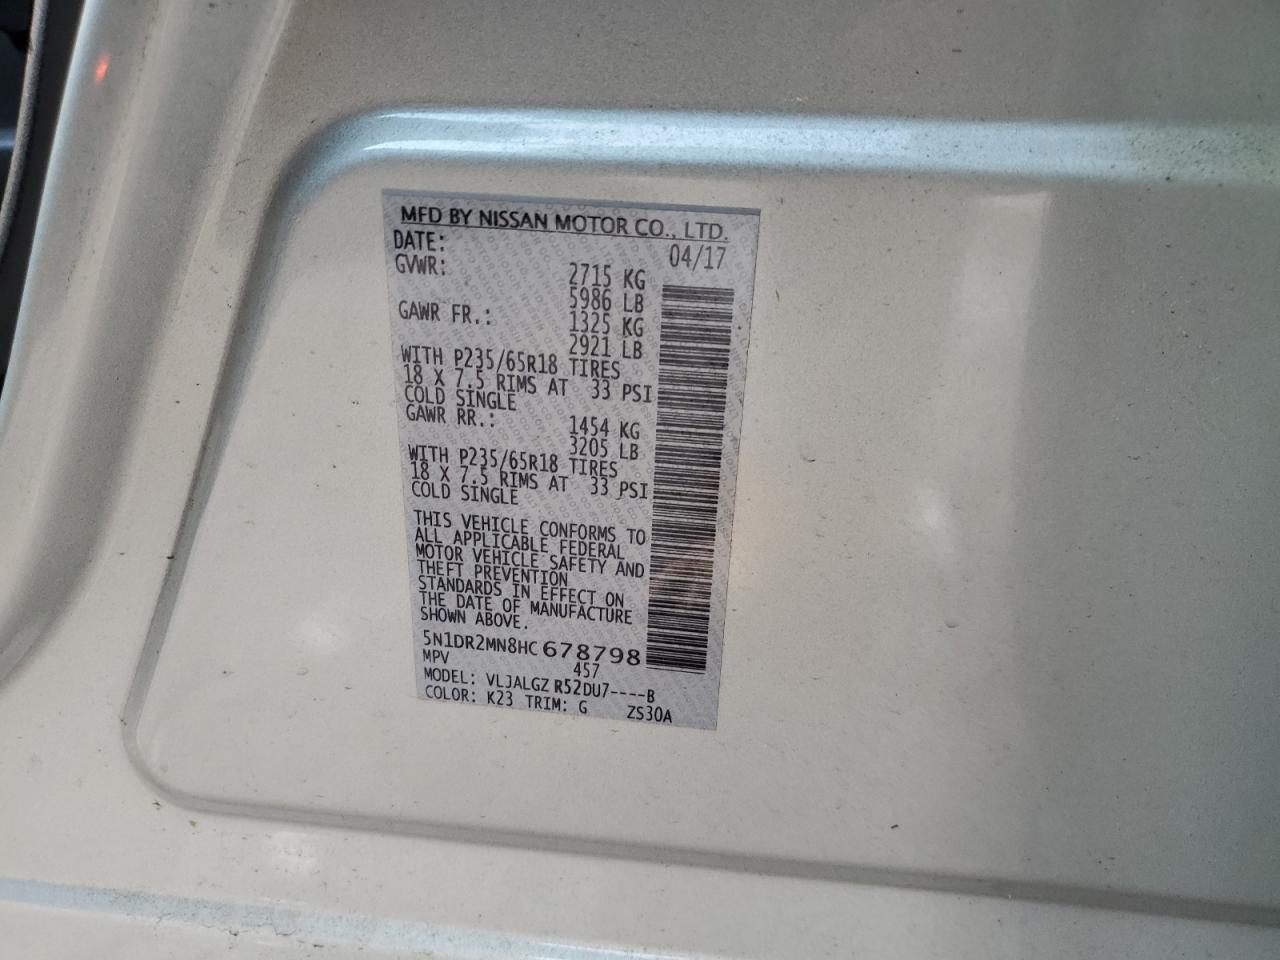 MFD BY NISSAN MOTOR CO., LTD.
DATE: 04/17
GVWR: 2715 KG
5986 LB
GAWR FR.: 1325 KG
2921 LB
WITH P235/65R18 TIRES
18 X 7.5 RIMS AT 33 PSI
COLD SINGLE
GAWR RR.: 1454 KG
3205 LB
WITH P235/65R18 TIRES
18 X 7.5 RIMS AT 33 PSI
COLD SINGLE
THIS VEHICLE CONFORMS TO
ALL APPLICABLE FEDERAL
MOTOR VEHICLE SAFETY AND
THEFT PREVENTION
STANDARDS IN EFFECT ON
THE DATE OF MANUFACTURE
SHOWN ABOVE.
5N1DR2MN8HC678798
MPV 457
MODEL: VLJALGZ R52DU7----B
COLOR: K23 TRIM: G ZS30A